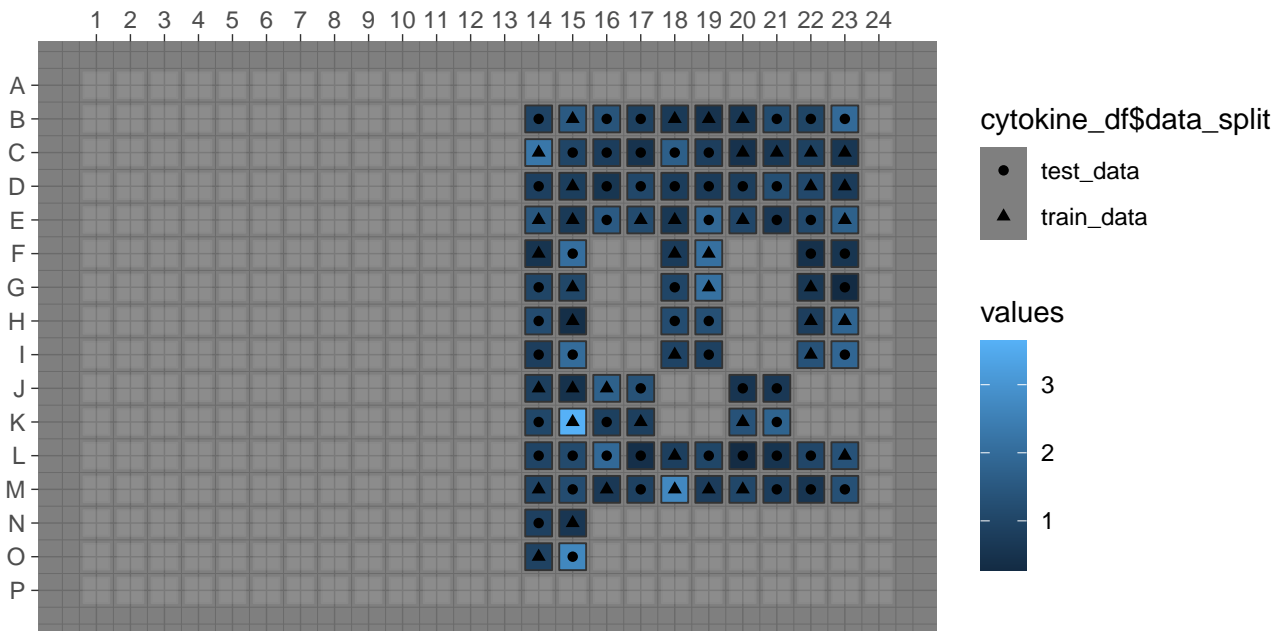 1 2 3 4 5 6 7 8 9 10 11 12 13 14 15 16 17 18 19 20 21 22 23 24
A
B
C
D
E
F
G
H
I
J
K
L
M
N
O
P
cytokine_df$data_split
test_data
train_data
values
3
2
1